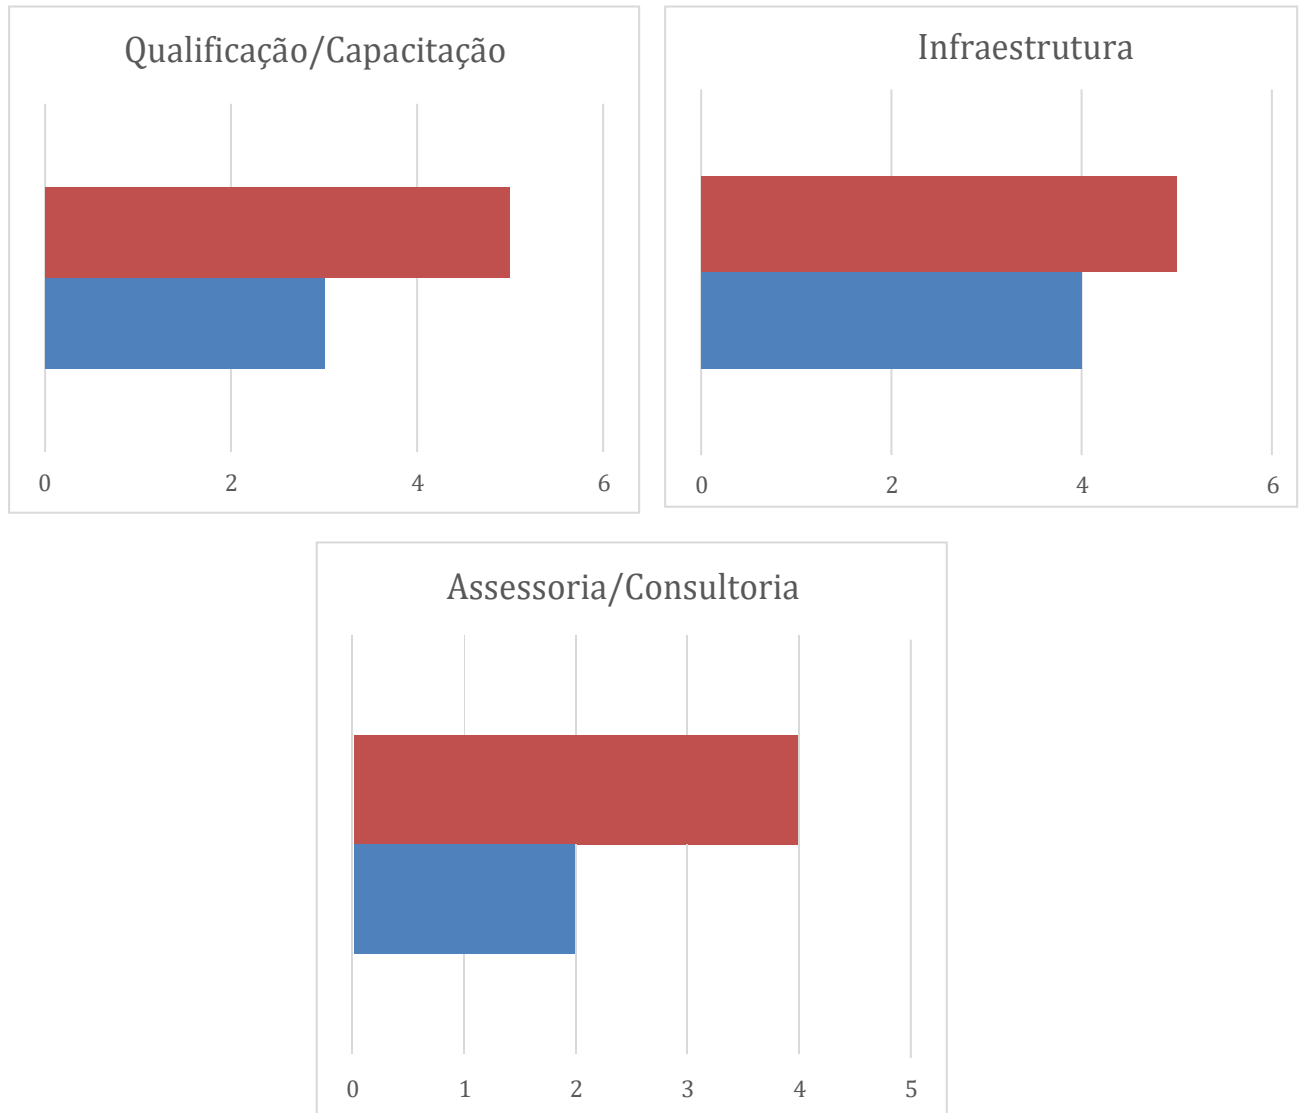 Qualificação/Capacitação
0 2 4 6
Infraestrutura
0 2 4 6
Assessoria/Consultoria
0 1 2 3 4 5